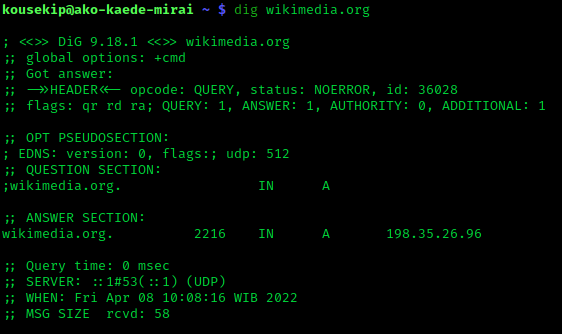 kousekip@ako-kaede-mirai ~ $ dig wikimedia.org

; <<>> DiG 9.18.1 <<>> wikimedia.org
;; global options: +cmd
;; Got answer:
;; ->>HEADER<<- opcode: QUERY, status: NOERROR, id: 36028
;; flags: qr rd ra; QUERY: 1, ANSWER: 1, AUTHORITY: 0, ADDITIONAL: 1

;; OPT PSEUDOSECTION:
; EDNS: version: 0, flags:; udp: 512
;; QUESTION SECTION:
;wikimedia.org.			IN	A

;; ANSWER SECTION:
wikimedia.org.		2216	IN	A	198.35.26.96

;; Query time: 0 msec
;; SERVER: ::1#53(::1) (UDP)
;; WHEN: Fri Apr 08 10:08:16 WIB 2022
;; MSG SIZE  rcvd: 58